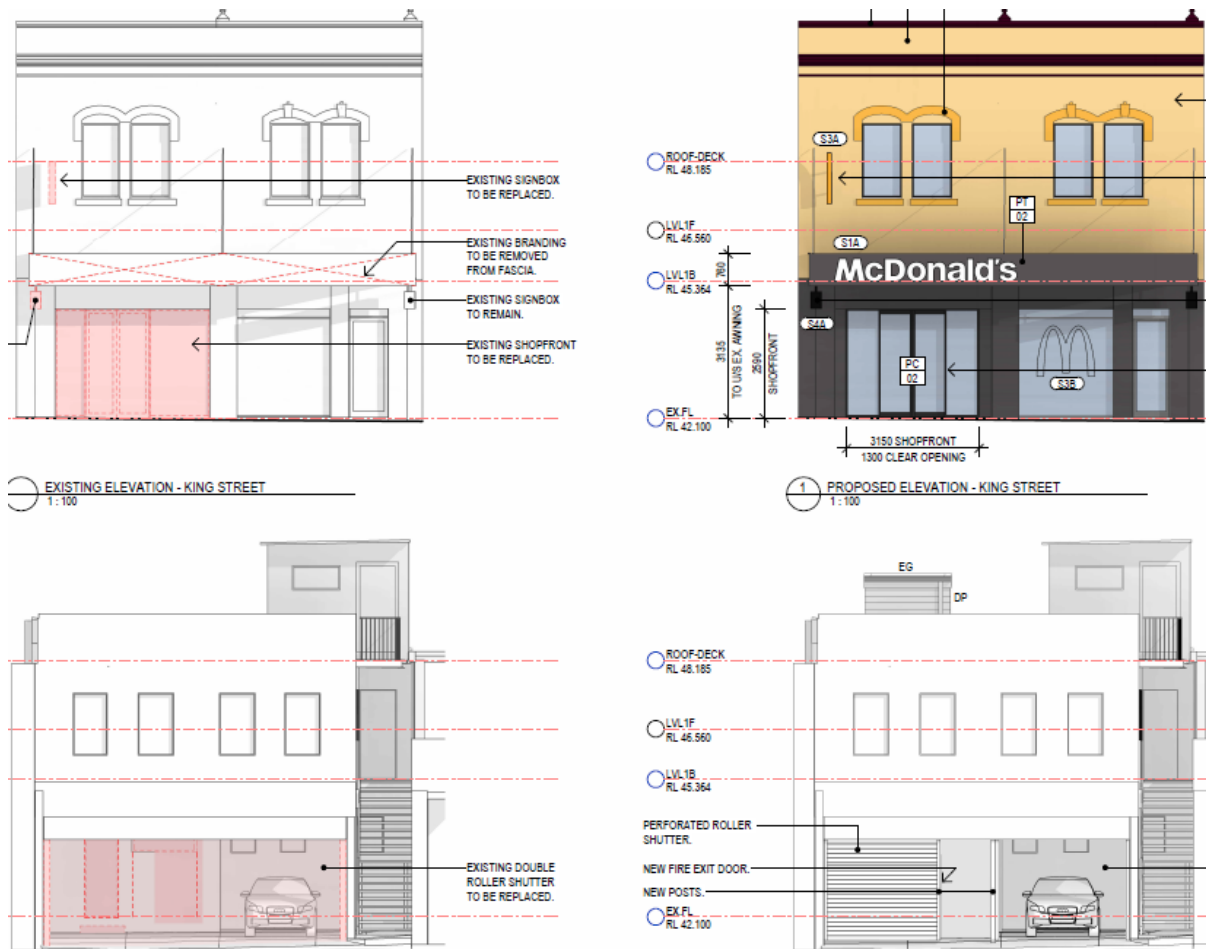 EXISTING SIGNBOX
TO BE REPLACED.
EXISTING BRANDING
TO BE REMOVED
FROM FASCIA.
EXISTING SIGNBOX
TO REMAIN.
EXISTING SHOPFRONT
TO BE REPLACED.
EXISTING ELEVATION - KING STREET
1 : 100
ROOF-DECK
RL 48.185
LVL1F
RL 46.560
LVL1B
RL 45.364
EX.FL
RL 42.100
S3A
PT
02
S1A
McDonald's
S4A
PC
02
S3B
760
3135
TO U/S EX. AWNING
2590
SHOPFRONT
3150 SHOPFRONT
1300 CLEAR OPENING
1
PROPOSED ELEVATION - KING STREET
1 : 100
EXISTING DOUBLE
ROLLER SHUTTER
TO BE REPLACED.
EG
DP
ROOF-DECK
RL 48.185
LVL1F
RL 46.560
LVL1B
RL 45.364
PERFORATED ROLLER
SHUTTER.
NEW FIRE EXIT DOOR.
NEW POSTS.
EX.FL
RL 42.100